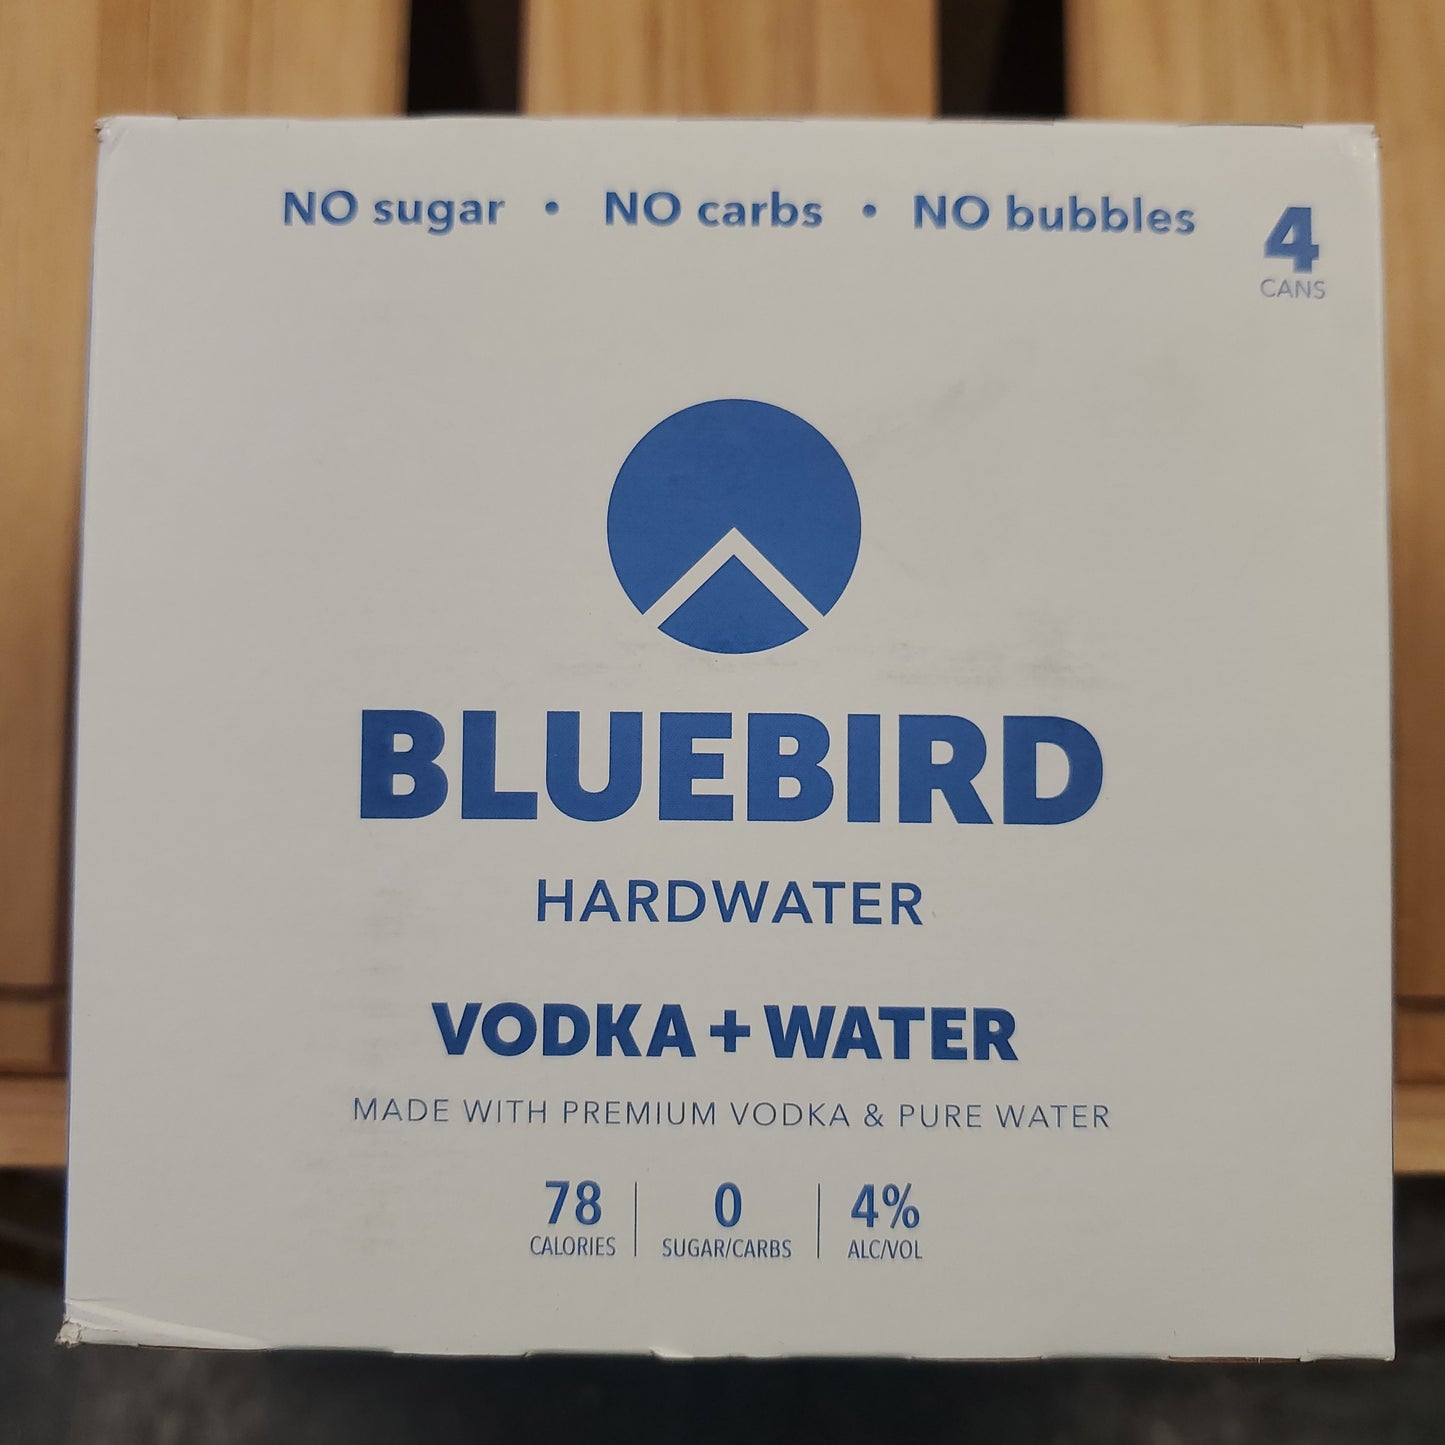 NO sugar • NO carbs • NO bubbles
4
CANS
BLUEBIRD
HARDWATER
VODKA + WATER
MADE WITH PREMIUM VODKA & PURE WATER
78 0 4%
CALORIES SUGAR/CARBS ALC/VOL